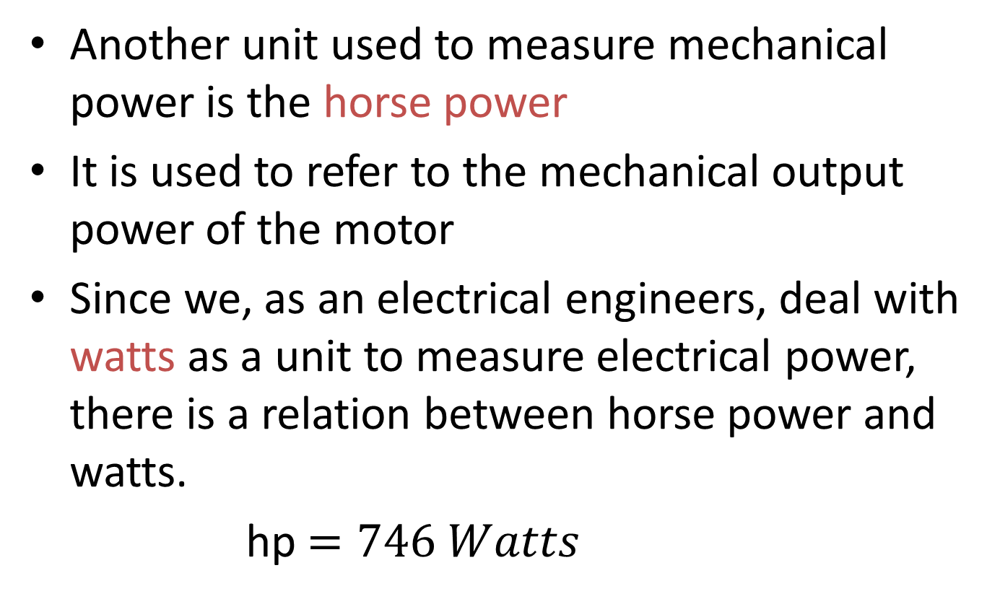 • Another unit used to measure mechanical
power is the horse power
• It is used to refer to the mechanical output
power of the motor
• Since we, as an electrical engineers, deal with
watts as a unit to measure electrical power,
there is a relation between horse power and
watts.
hp = 746 Watts